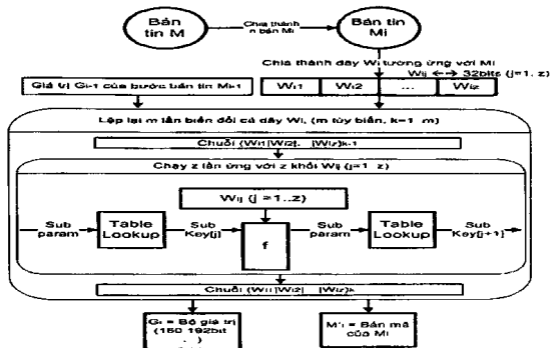 Bản
tin M
Chia thành
n bản Mi
Bản tin
Mi
Chia thành dãy Wi tương ứng với Mi
Wij ←→ 32bits (j=1. z)
Giá trị Gi-1 của bước bản tin Mi-1
Wi1 Wi2 ... Wiz
Lặp lại m lần biến đổi cả dãy Wi, (m tùy biến, k=1 m)
Chuỗi (Wi1|Wi2|. |Wiz)k-1
Chạy z lần ứng với z khối Wij (j=1 z)
Wij (j =1..z)
Sub
param
Table
Lookup
Sub
Key[j]
f
Sub
param
Table
Lookup
Sub
Key[j+1]
Chuỗi (Wi1|Wi2| |Wiz)k
Gi = Bộ giá trị
(160 192bit
. )
M'i = Bản mã
của Mi